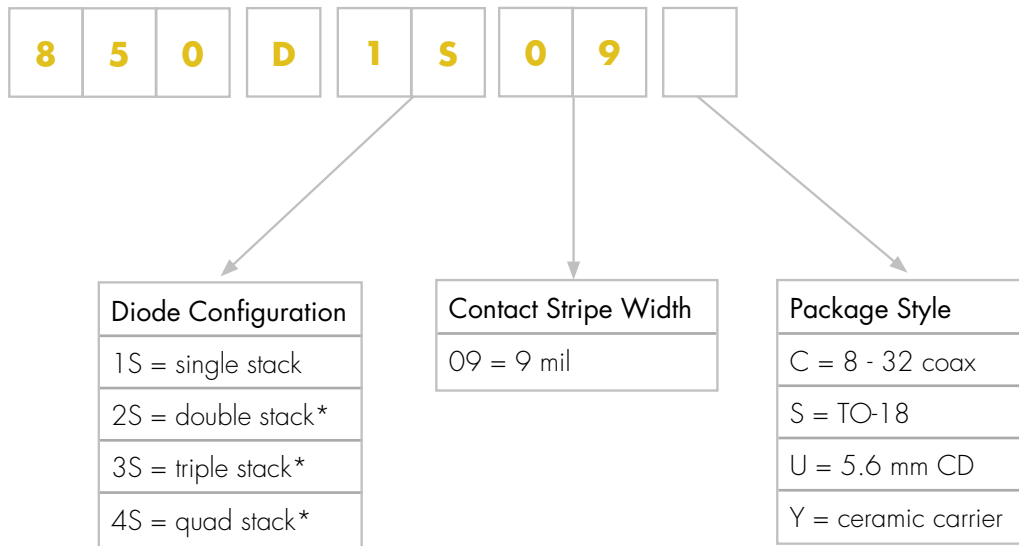 8 5 0 D 1 S 0 9
Diode Configuration
1S = single stack
2S = double stack*
3S = triple stack*
4S = quad stack*
Contact Stripe Width
09 = 9 mil
Package Style
C = 8 - 32 coax
S = TO-18
U = 5.6 mm CD
Y = ceramic carrier